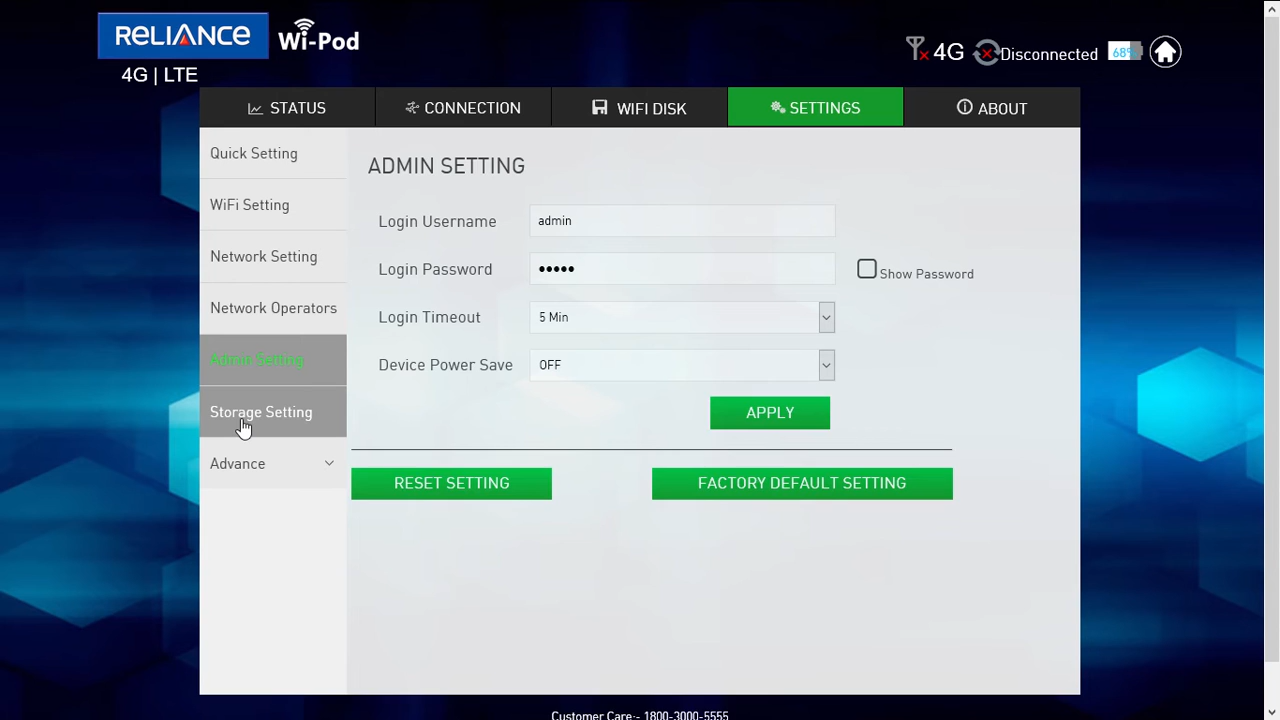 RELIANCE Wi-Pod
4G | LTE
4G Disconnected 68%
STATUS CONNECTION WIFI DISK SETTINGS ABOUT
Quick Setting
WiFi Setting
Network Setting
Network Operators
Admin Setting
Storage Setting
Advance
ADMIN SETTING
Login Username admin
Login Password ••••• Show Password
Login Timeout 5 Min
Device Power Save OFF
APPLY
RESET SETTING FACTORY DEFAULT SETTING
Customer Care:- 1800-3000-5555